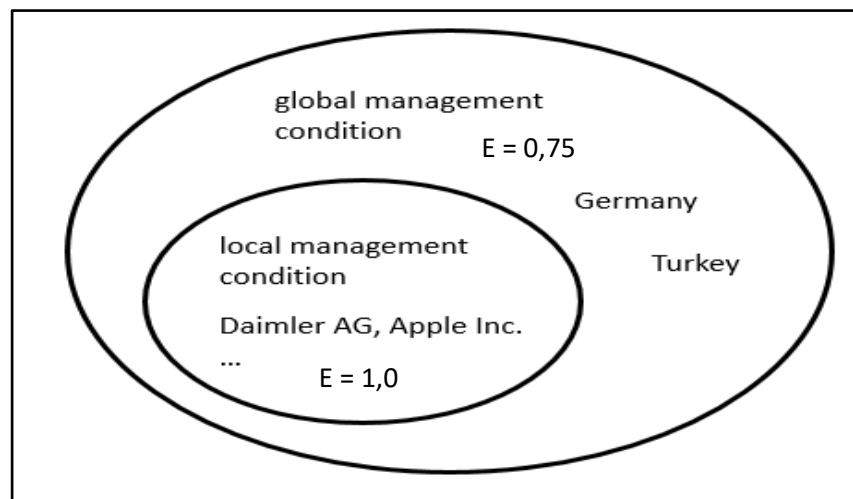 global management
condition
E = 0,75
Germany
Turkey
local management
condition
Daimler AG, Apple Inc.
...
E = 1,0